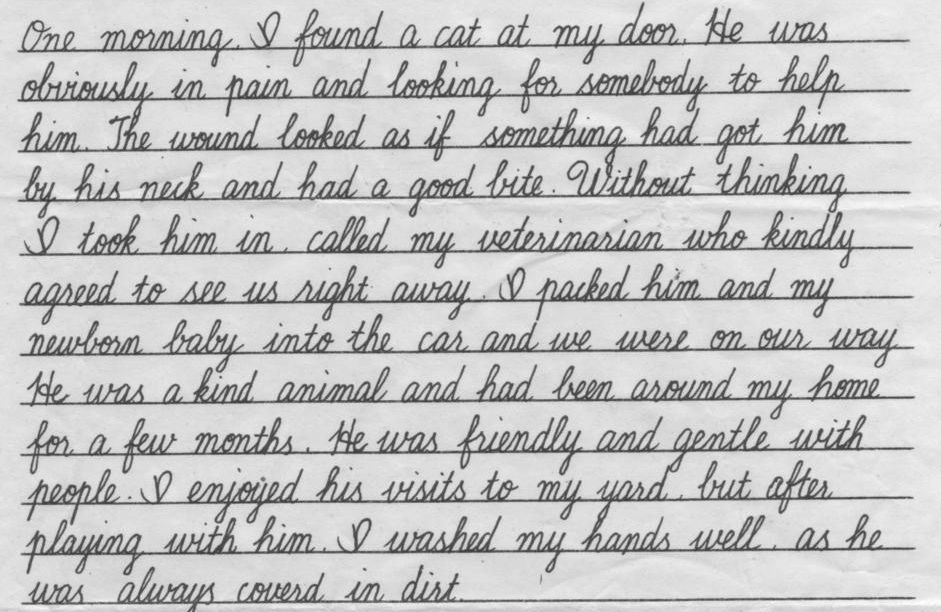 One morning, I found a cat at my door. He was
obviously in pain and looking for somebody to help
him. The wound looked as if something had got him
by his neck and had a good bite. Without thinking
I took him in, called my veterinarian who kindly
agreed to see us right away. I packed him and my
newborn baby into the car and we were on our way
He was a kind animal and had been around my home
for a few months. He was friendly and gentle with
people. I enjoyed his visits to my yard, but after
playing with him, I washed my hands well, as he
was always coverd in dirt.